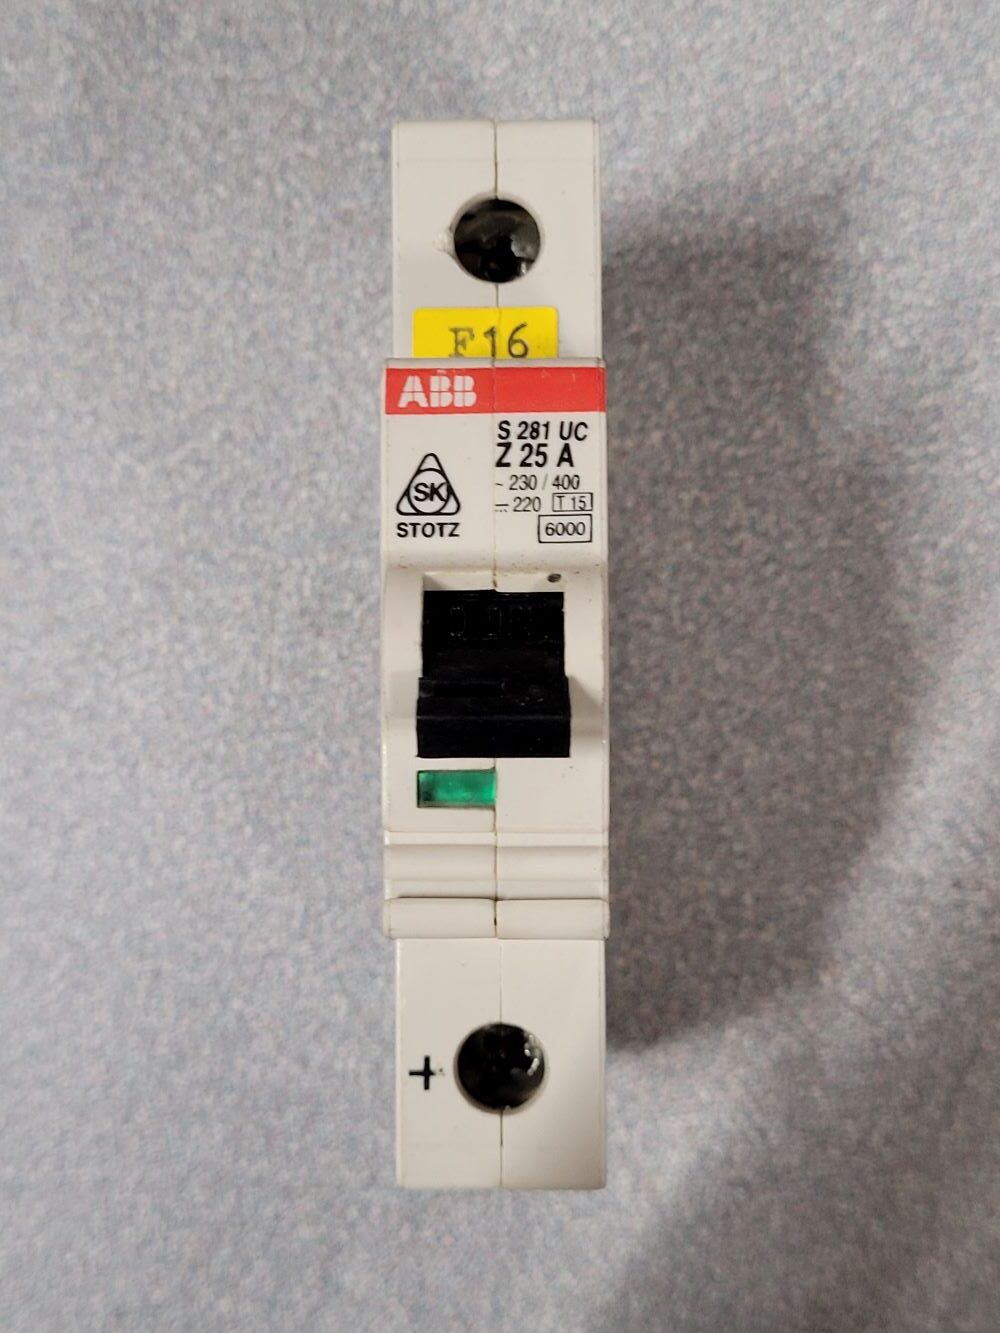 F16
ABB
S 281 UC
Z 25 A
~ 230 / 400
⎓ 220 T 15
6000
SK
STOTZ
+